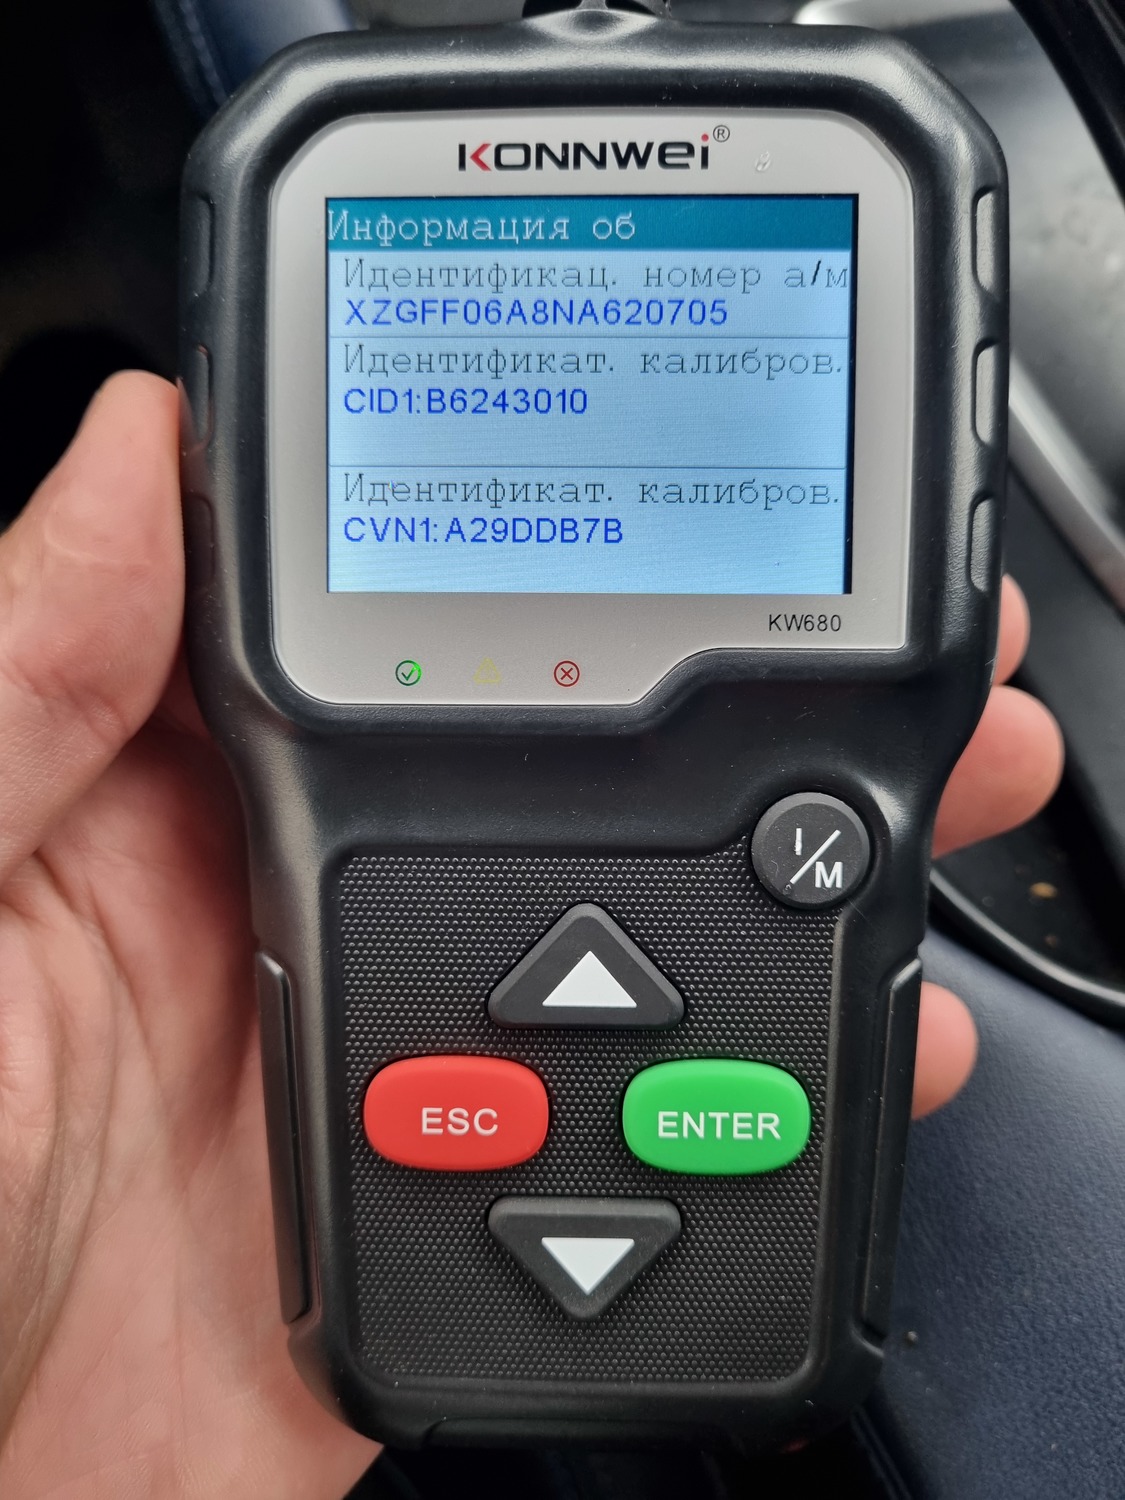 KONNWEI®
Информация об
Идентификац. номер а/м
XZGFF06A8NA620705
Идентификат. калибров.
CID1:B6243010
Идентификат. калибров.
CVN1:A29DDB7B
KW680
I/M
ESC
ENTER